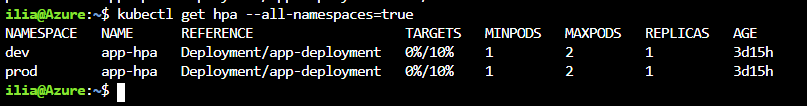 ilia@Azure:~$ kubectl get hpa --all-namespaces=true
NAMESPACE   NAME      REFERENCE                   TARGETS   MINPODS   MAXPODS   REPLICAS   AGE
dev         app-hpa   Deployment/app-deployment   0%/10%    1         2         1          3d15h
prod        app-hpa   Deployment/app-deployment   0%/10%    1         2         1          3d15h
ilia@Azure:~$